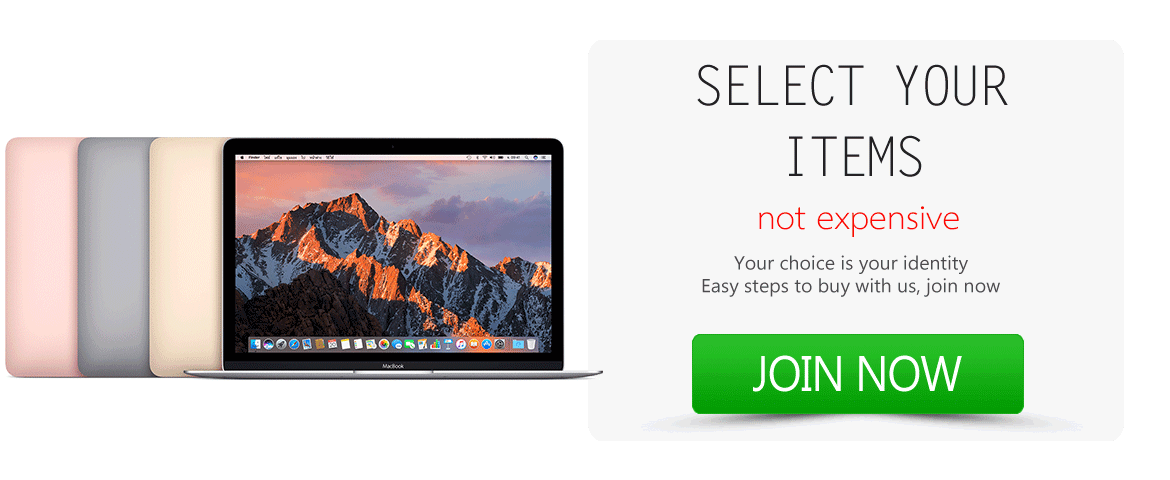 SELECT YOUR
ITEMS
not expensive
Your choice is your identity
Easy steps to buy with us, join now
JOIN NOW
Finder
MacBook